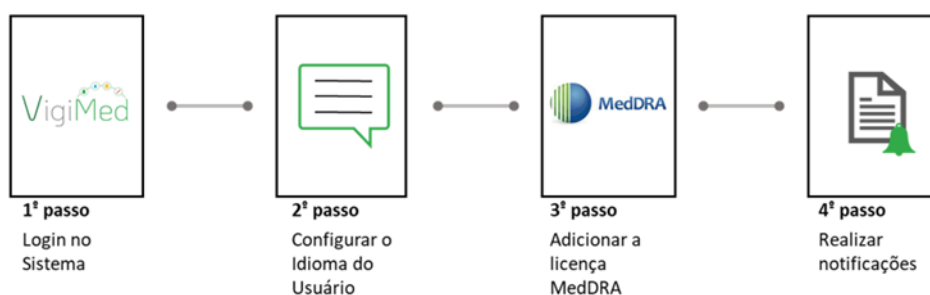 VigiMed
MedDRA
1º passo
Login no
Sistema
2º passo
Configurar o
Idioma do
Usuário
3º passo
Adicionar a
licença
MedDRA
4º passo
Realizar
notificações